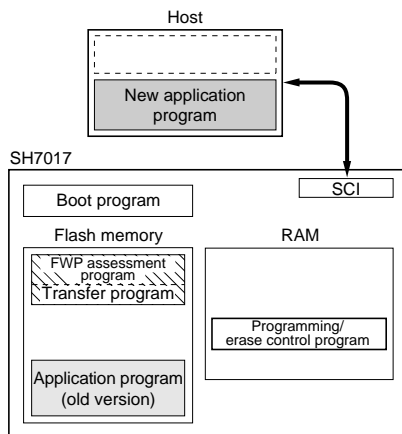 Host
New application
program
SH7017
SCI
Boot program
Flash memory
RAM
FWP assessment
program
Transfer program
Programming/
erase control program
Application program
(old version)